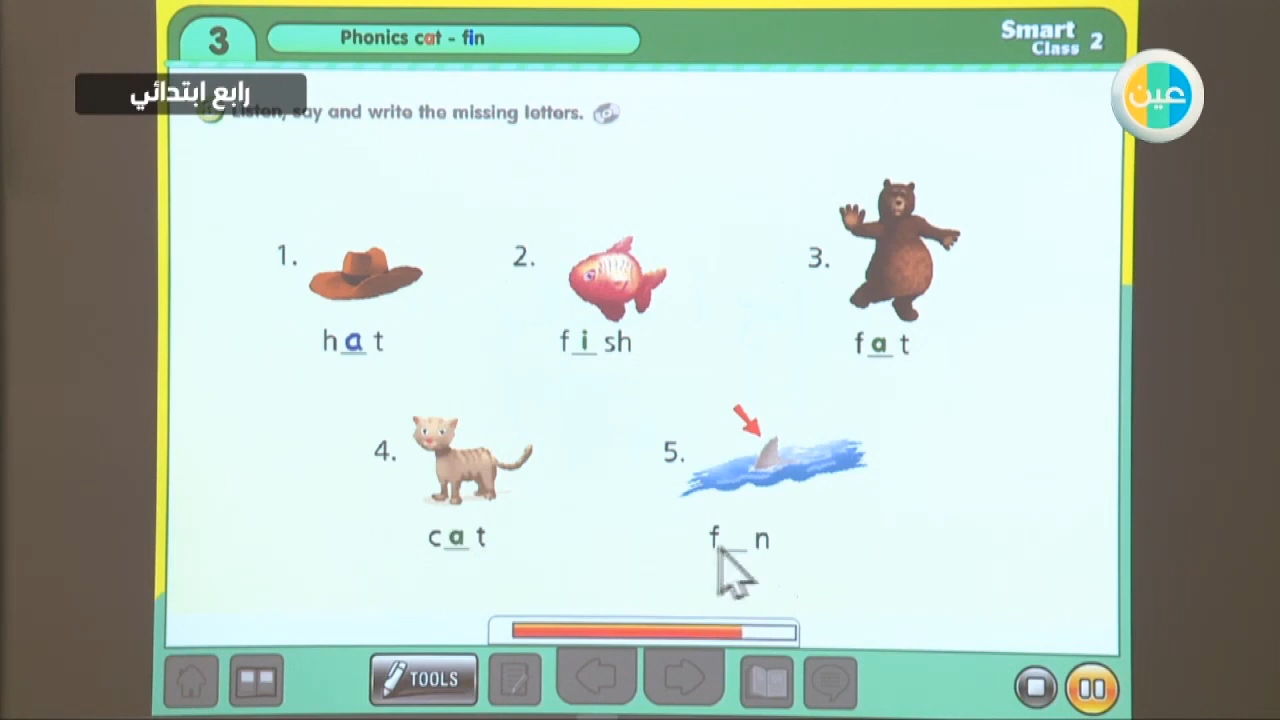 3
Phonics cat - fin
Smart
Class 2
رابع ابتدائي
عين
Listen, say and write the missing letters.
1.
2.
3.
h a t
f i sh
f a t
4.
5.
c a t
f__n
TOOLS